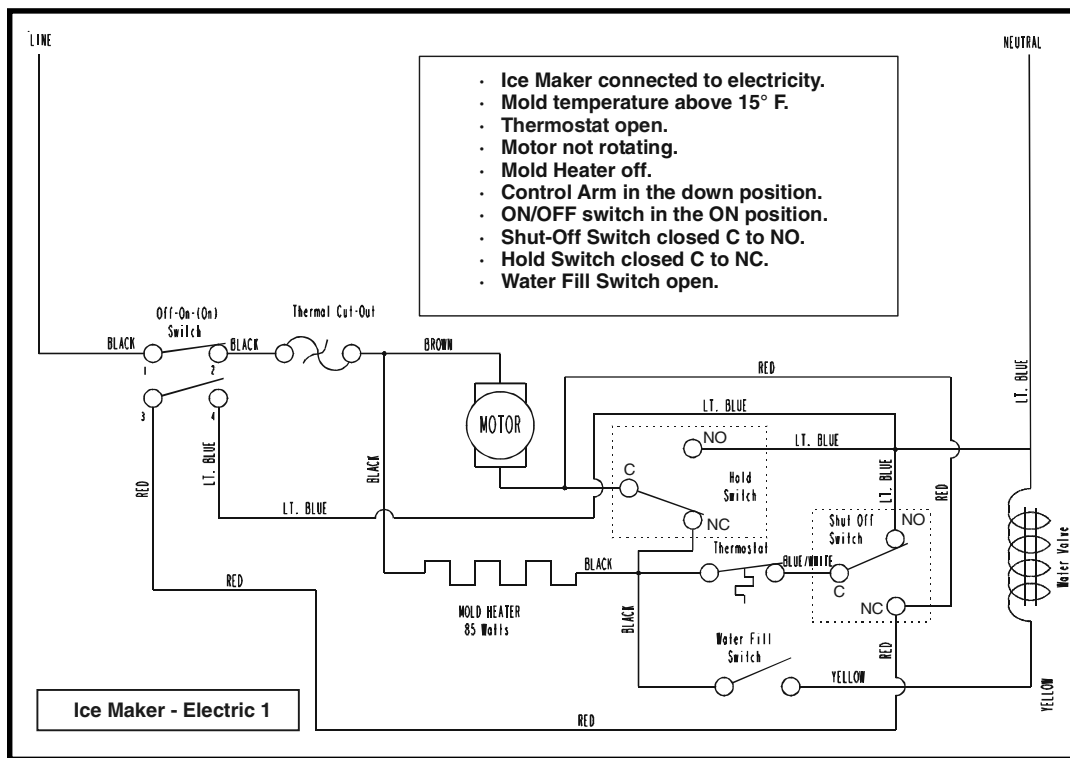 LINE
NEUTRAL
· Ice Maker connected to electricity.
· Mold temperature above 15° F.
· Thermostat open.
· Motor not rotating.
· Mold Heater off.
· Control Arm in the down position.
· ON/OFF switch in the ON position.
· Shut-Off Switch closed C to NO.
· Hold Switch closed C to NC.
· Water Fill Switch open.
Off-On-(On)
Switch
Thermal Cut-Out
BLACK
BLACK
BROWN
RED
LT. BLUE
1
2
3
4
MOTOR
LT. BLUE
NO
LT. BLUE
C
Hold
Switch
NC
RED
LT. BLUE
BLACK
LT. BLUE
LT. BLUE
RED
Shut Off
Switch
NO
Thermostat
BLACK
BLUE/WHITE
C
NC
Water Valve
RED
MOLD HEATER
85 Watts
BLACK
Water Fill
Switch
RED
YELLOW
YELLOW
Ice Maker - Electric 1
RED